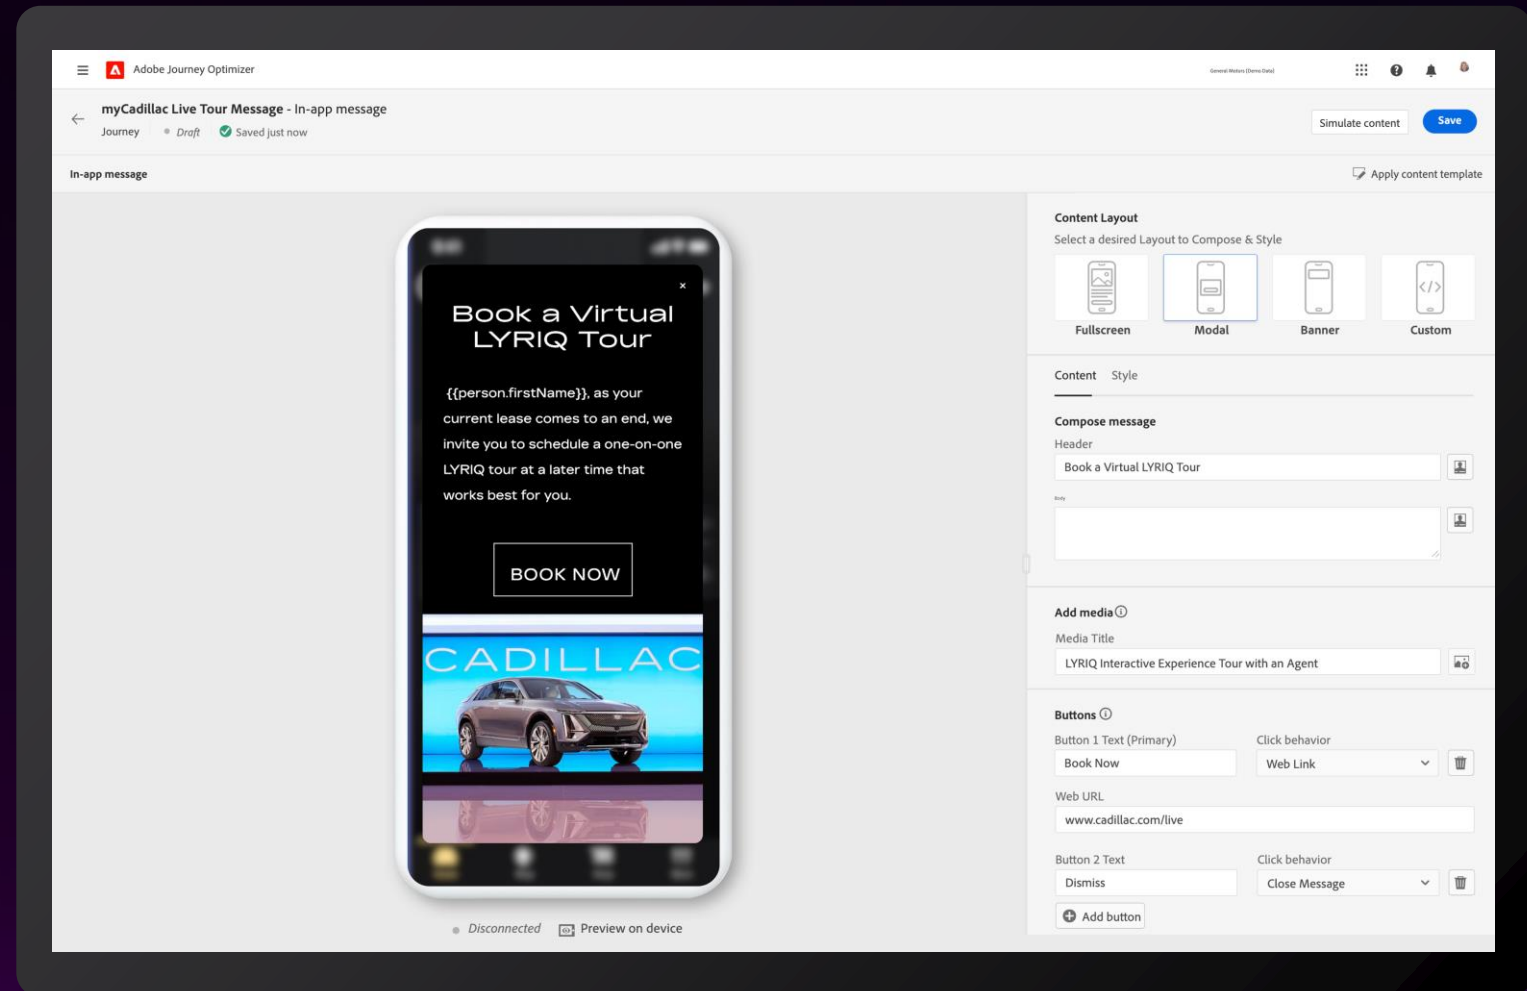 Adobe Journey Optimizer
General Motors [Demo Data]
myCadillac Live Tour Message - In-app message
Journey Draft Saved just now
Simulate content Save
In-app message
Apply content template
Book a Virtual
LYRIQ Tour
{{person.firstName}}, as your
current lease comes to an end, we
invite you to schedule a one-on-one
LYRIQ tour at a later time that
works best for you.
BOOK NOW
CADILLAC
Disconnected Preview on device
Content Layout
Select a desired Layout to Compose & Style
Fullscreen Modal Banner Custom
Content Style
Compose message
Header
Book a Virtual LYRIQ Tour
Body
Add media
Media Title
LYRIQ Interactive Experience Tour with an Agent
Buttons
Button 1 Text (Primary) Click behavior
Book Now Web Link
Web URL
www.cadillac.com/live
Button 2 Text Click behavior
Dismiss Close Message
Add button